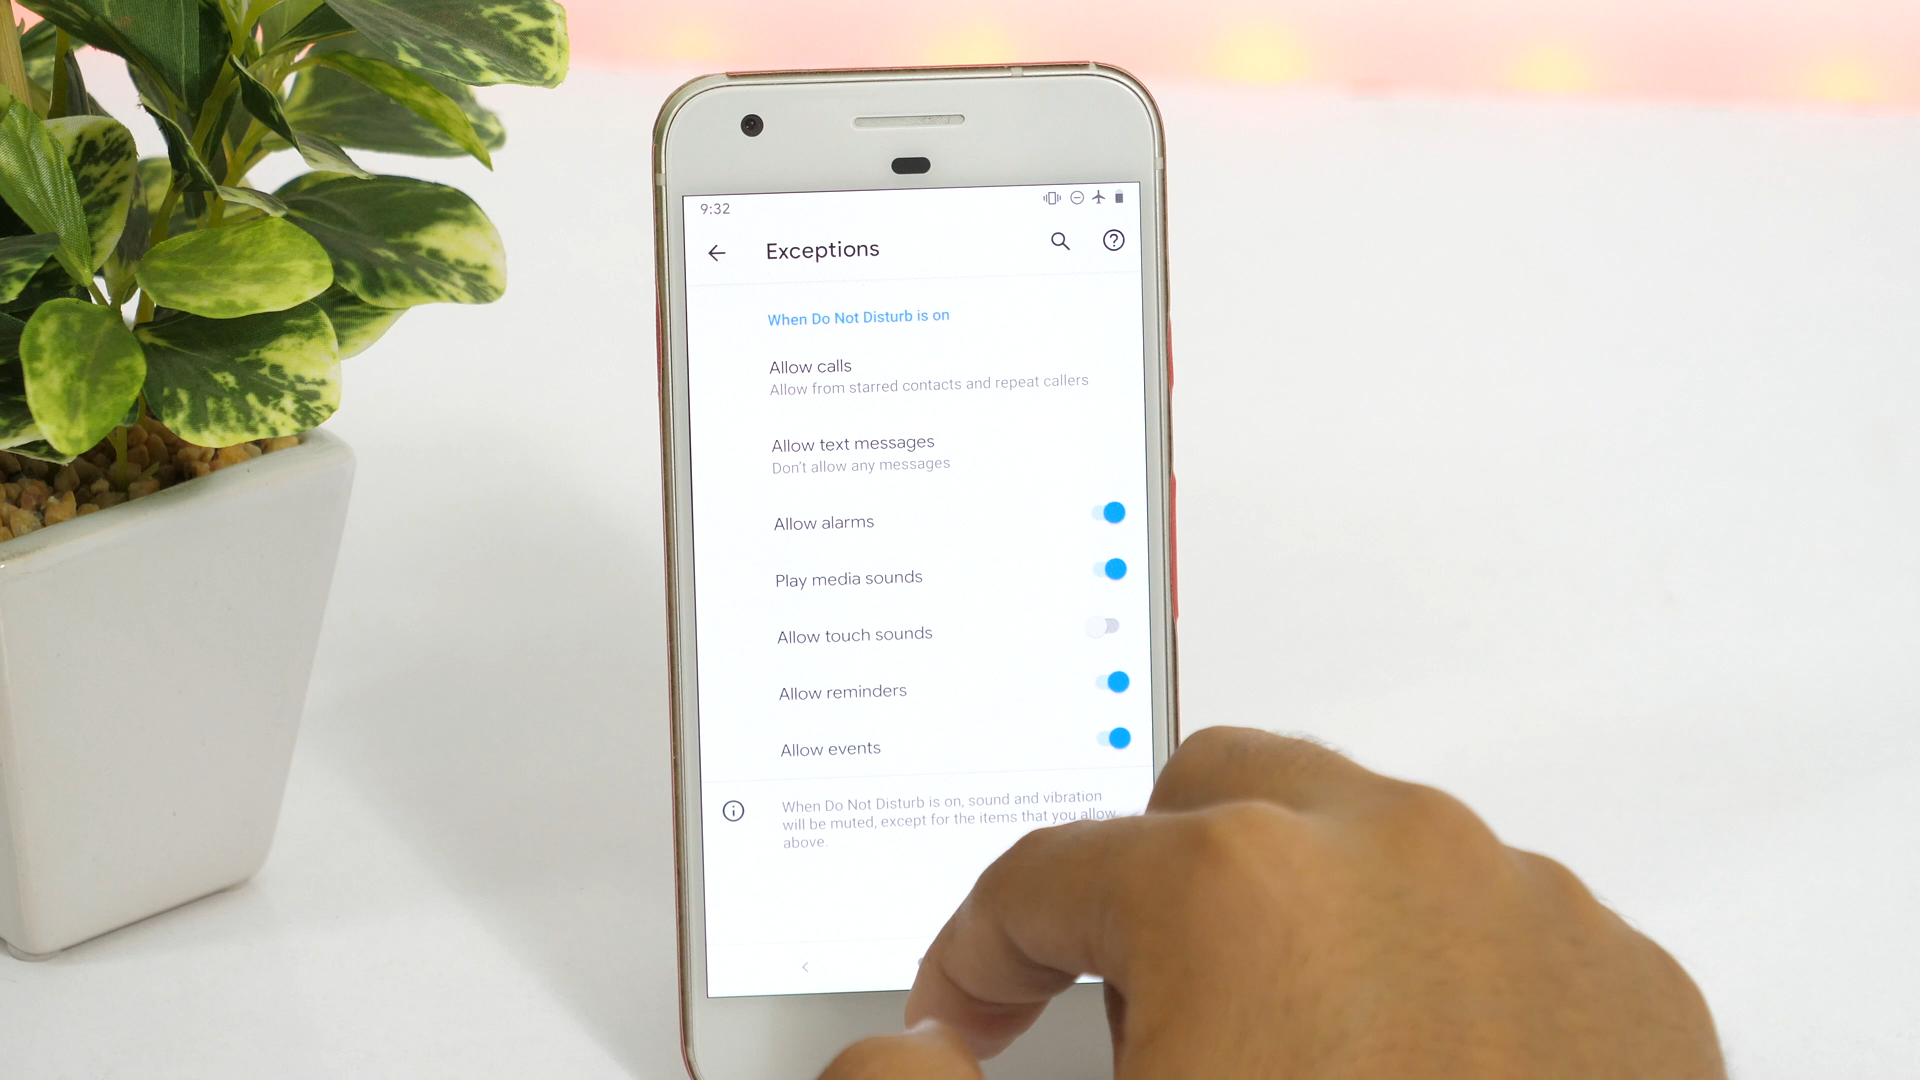 9:32
Exceptions
When Do Not Disturb is on
Allow calls
Allow from starred contacts and repeat callers
Allow text messages
Don't allow any messages
Allow alarms
Play media sounds
Allow touch sounds
Allow reminders
Allow events
When Do Not Disturb is on, sound and vibration
will be muted, except for the items that you allow
above.